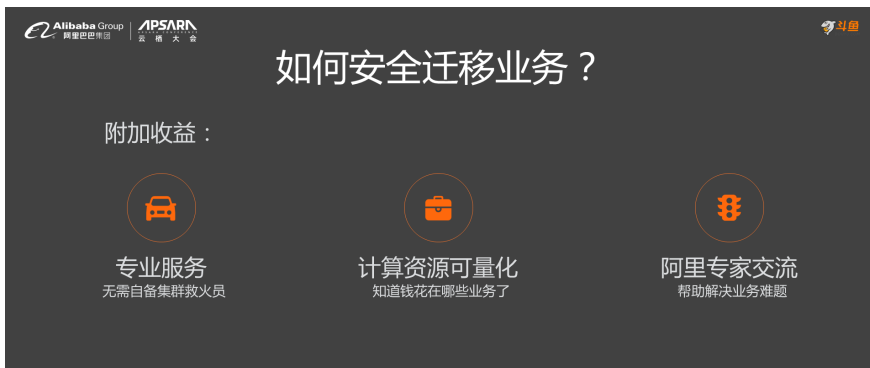 Alibaba Group
阿里巴巴集团
APSARA
云栖大会
斗鱼
如何安全迁移业务？
附加收益：
专业服务
无需自备集群救火员
计算资源可量化
知道钱花在哪些业务了
阿里专家交流
帮助解决业务难题